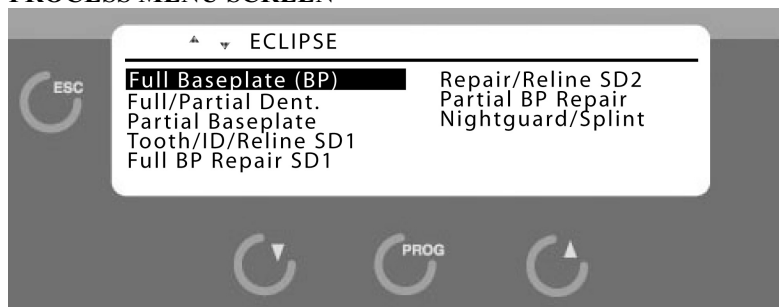 PROCESS MENU SCREEN
ECLIPSE
ESC
Full Baseplate (BP)
Full/Partial Dent.
Partial Baseplate
Tooth/ID/Reline SD1
Full BP Repair SD1
Repair/Reline SD2
Partial BP Repair
Nightguard/Splint
PROG